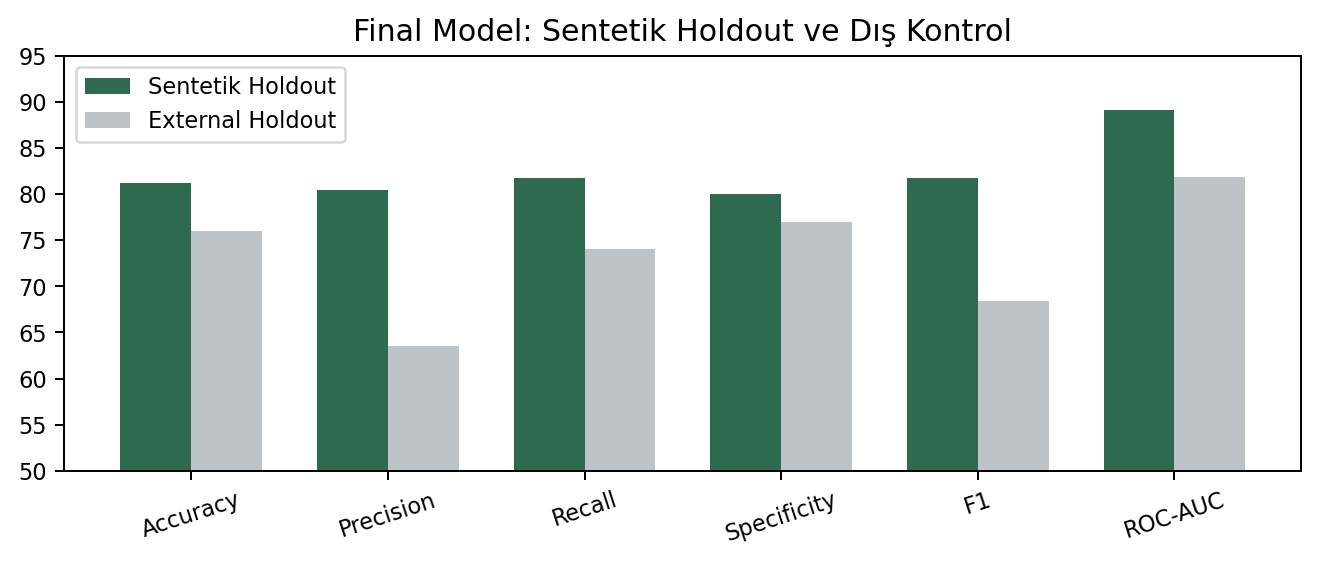 Final Model: Sentetik Holdout ve Dış Kontrol
95
90
85
80
75
70
65
60
55
50
Sentetik Holdout
External Holdout
Accuracy
Precision
Recall
Specificity
F1
ROC-AUC